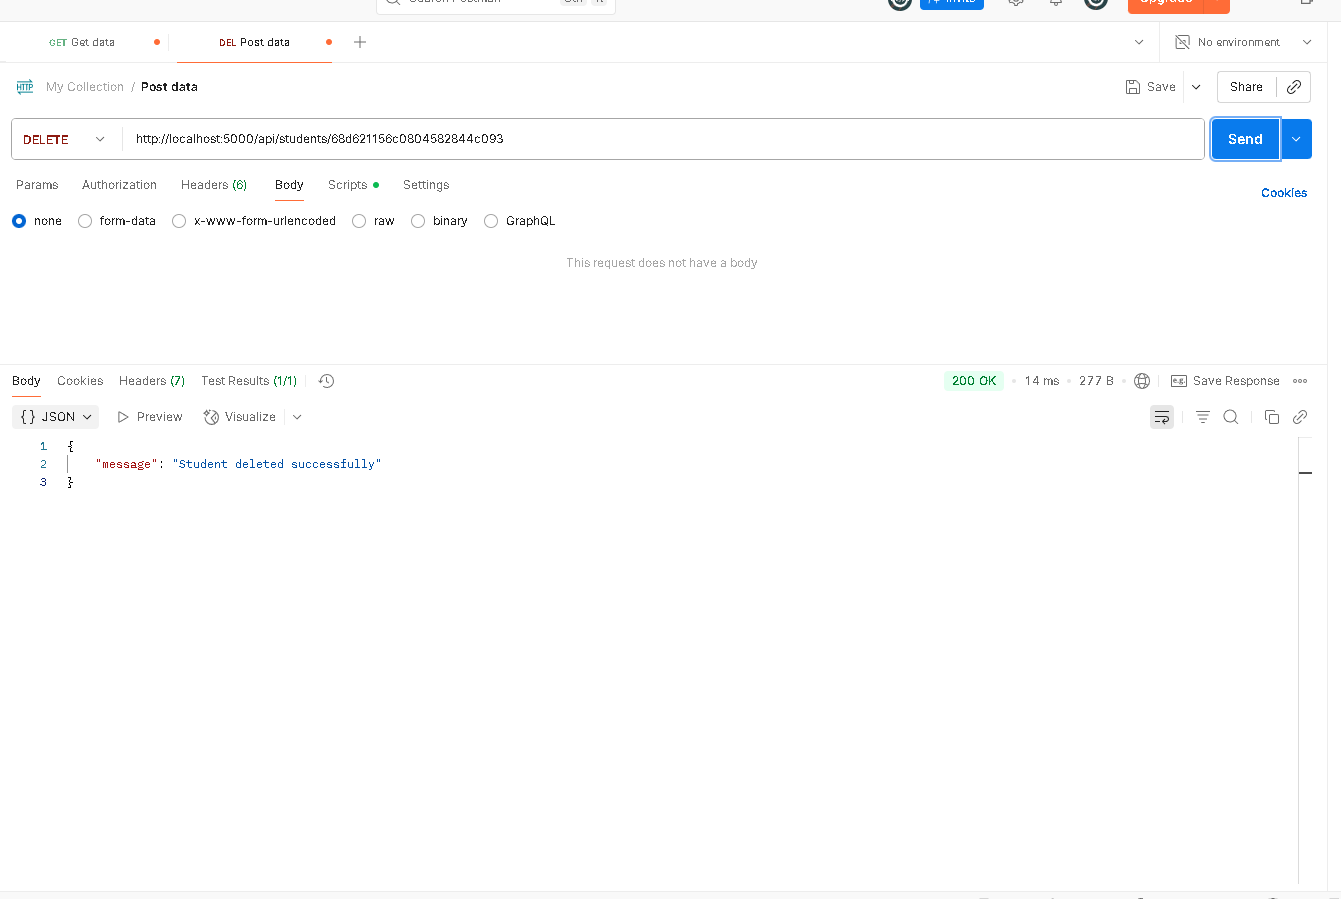 Search Postman Ctrl K Invite Upgrade
GET Get data DEL Post data No environment
HTTP My Collection / Post data Save Share
DELETE http://localhost:5000/api/students/68d621156c0804582844c093 Send
Params Authorization Headers (6) Body Scripts Settings Cookies
none form-data x-www-form-urlencoded raw binary GraphQL
This request does not have a body
Body Cookies Headers (7) Test Results (1/1) 200 OK 14 ms 277 B e.g. Save Response
{} JSON Preview Visualize
1 {
2 "message": "Student deleted successfully"
3 }